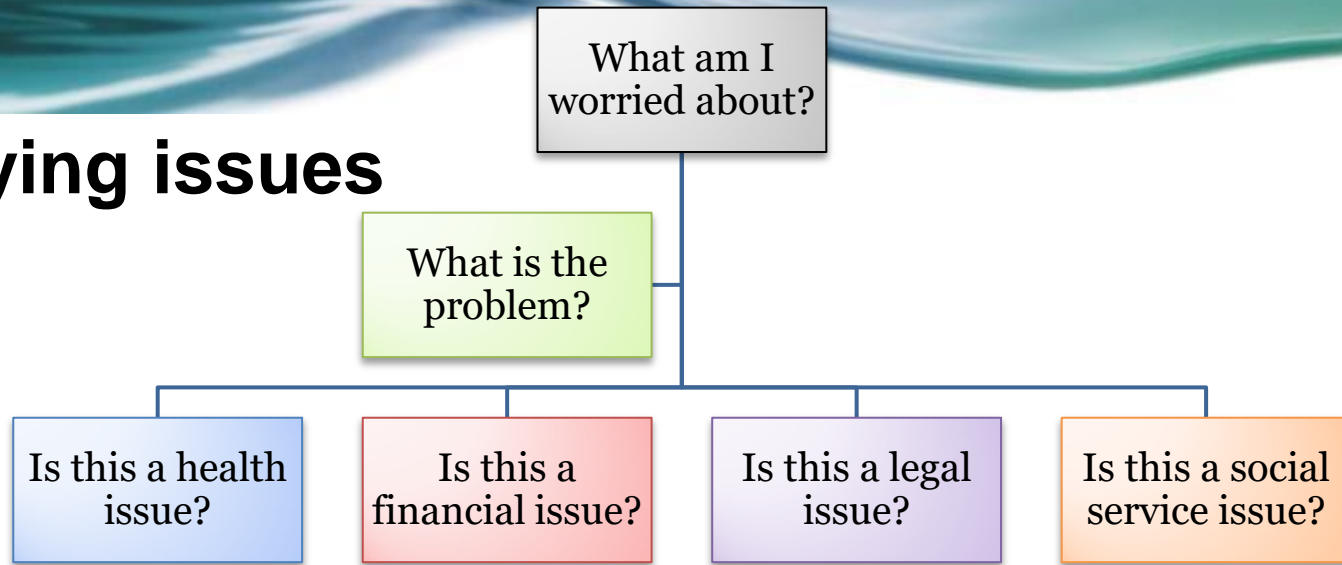 What am I
worried about?
ying issues
What is the
problem?
Is this a health
issue?
Is this a
financial issue?
Is this a legal
issue?
Is this a social
service issue?